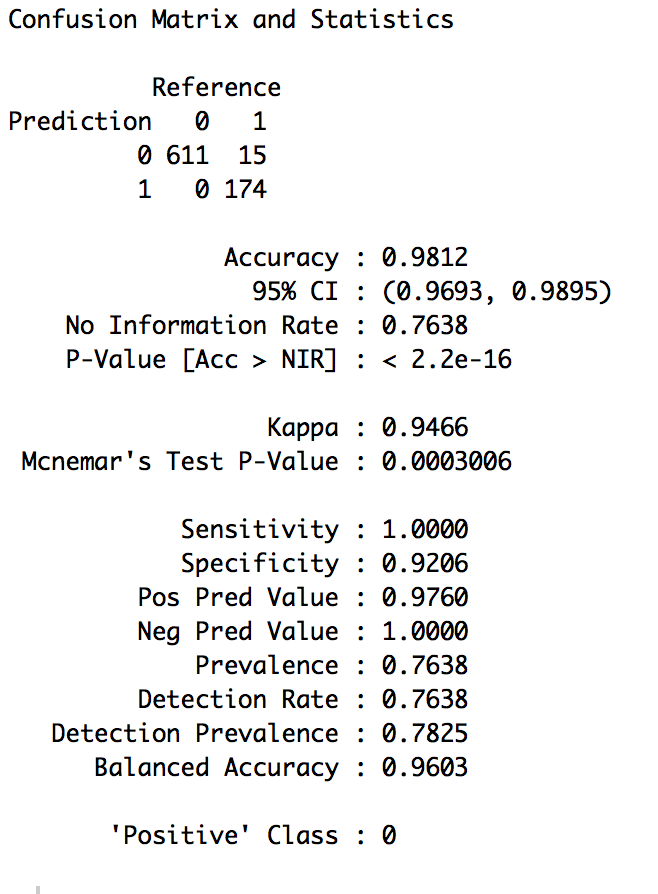 Confusion Matrix and Statistics
Reference
Prediction 0 1
0 611 15
1 0 174
Accuracy : 0.9812
95% CI : (0.9693, 0.9895)
No Information Rate : 0.7638
P-Value [Acc > NIR] : < 2.2e-16
Kappa : 0.9466
Mcnemar's Test P-Value : 0.0003006
Sensitivity : 1.0000
Specificity : 0.9206
Pos Pred Value : 0.9760
Neg Pred Value : 1.0000
Prevalence : 0.7638
Detection Rate : 0.7638
Detection Prevalence : 0.7825
Balanced Accuracy : 0.9603
'Positive' Class : 0